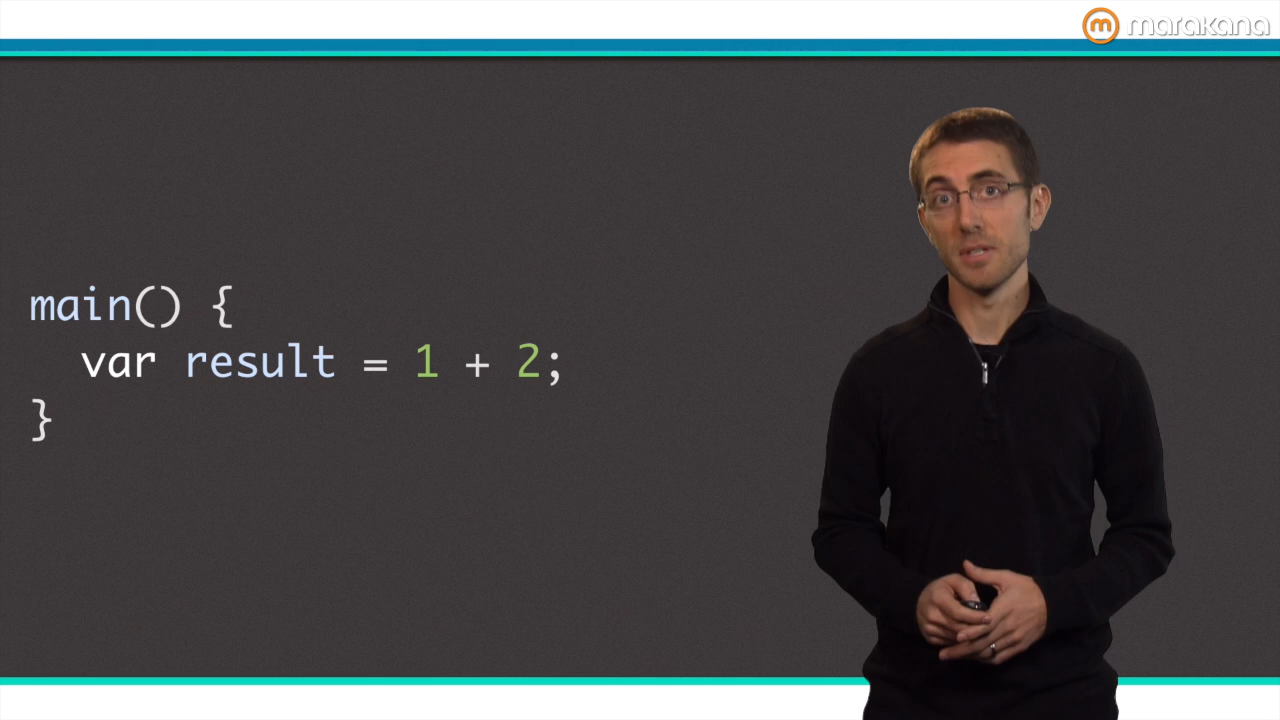 marakana
main() {
  var result = 1 + 2;
}